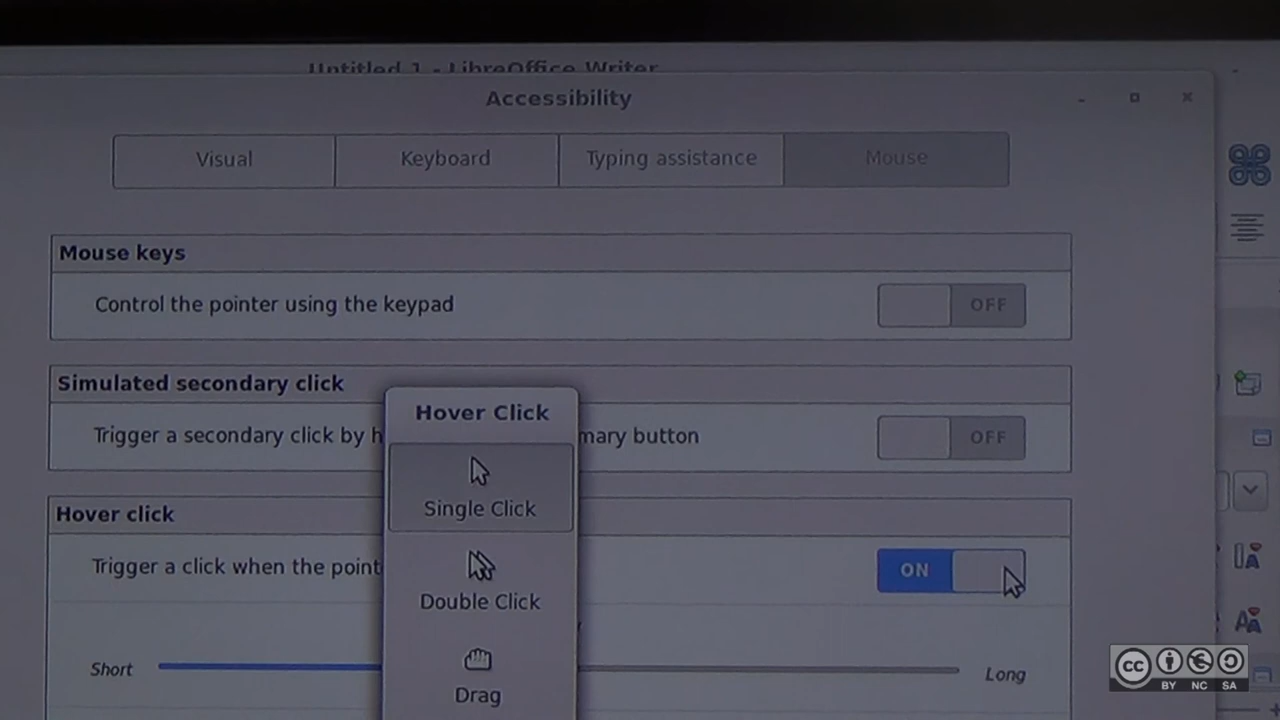 Untitled 1 - LibreOffice Writer
Accessibility
Visual Keyboard Typing assistance Mouse
Mouse keys
Control the pointer using the keypad OFF
Simulated secondary click
Hover Click
Trigger a secondary click by h mary button OFF
Single Click
Hover click
Trigger a click when the point ON
Double Click
Short Long
Drag
cc
BY NC SA